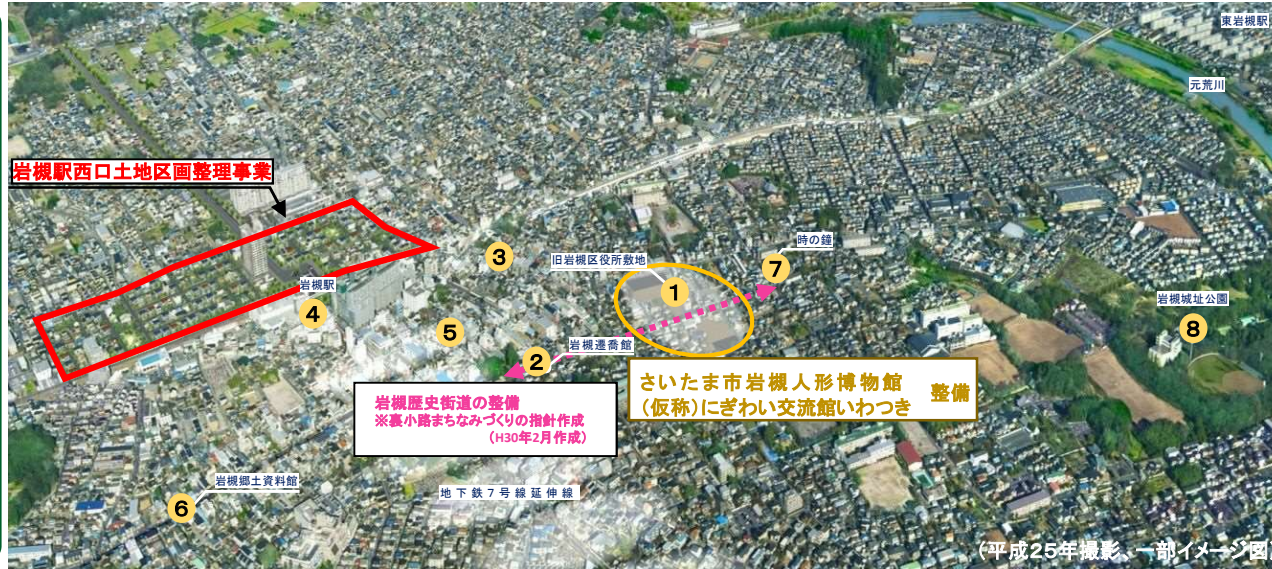 東岩槻駅
元荒川
岩槻駅西口土地区画整理事業
③
時の鐘
旧岩槻区役所敷地
⑦
岩槻駅
①
岩槻城址公園
④
⑧
⑤
岩槻遷喬館
②
さいたま市岩槻人形博物館
(仮称)にぎわい交流館いわつき
整備
岩槻歴史街道の整備
※裏小路まちなみづくりの指針作成
(H30年2月作成)
岩槻郷土資料館
地下鉄7号線延伸線
⑥
(平成25年撮影、一部イメージ図)